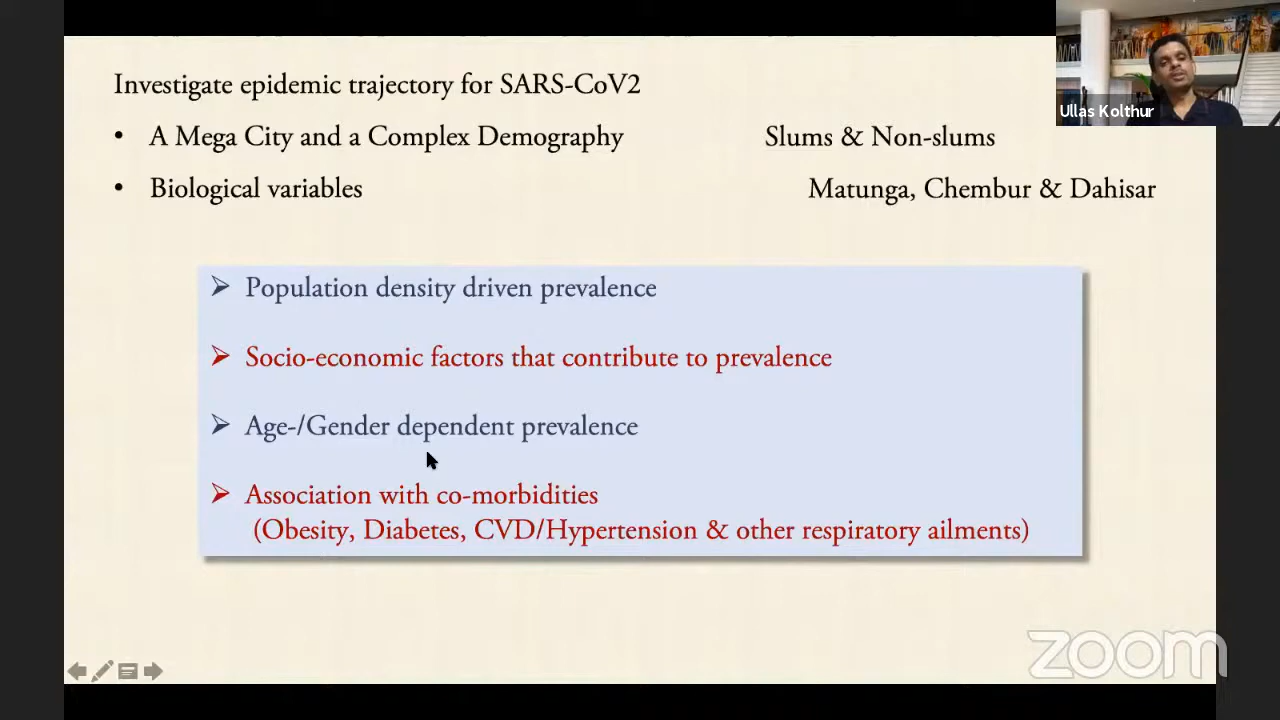 Investigate epidemic trajectory for SARS-CoV2
• A Mega City and a Complex Demography Slums & Non-slums
• Biological variables Matunga, Chembur & Dahisar
Ullas Kolthur
➢ Population density driven prevalence
➢ Socio-economic factors that contribute to prevalence
➢ Age-/Gender dependent prevalence
➢ Association with co-morbidities
(Obesity, Diabetes, CVD/Hypertension & other respiratory ailments)
zoom